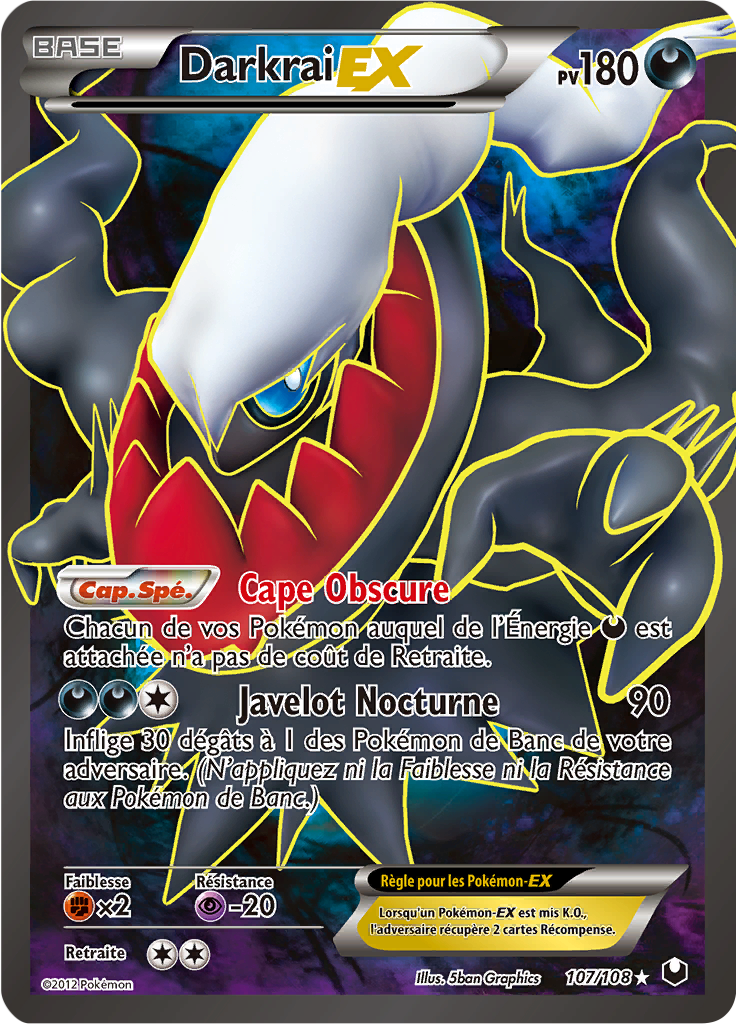 BASE
DarkraiEX
PV180
Cap.Spé. Cape Obscure
Chacun de vos Pokémon auquel de l'Énergie est
attachée n'a pas de coût de Retraite.
Javelot Nocturne 90
Inflige 30 dégâts à 1 des Pokémon de Banc de votre
adversaire. (N'appliquez ni la Faiblesse ni la Résistance
aux Pokémon de Banc.)
Faiblesse
×2
Résistance
-20
Retraite
Règle pour les Pokémon-EX
Lorsqu'un Pokémon-EX est mis K.O.,
l'adversaire récupère 2 cartes Récompense.
©2012 Pokémon
Illus. 5ban Graphics
107/108 ★